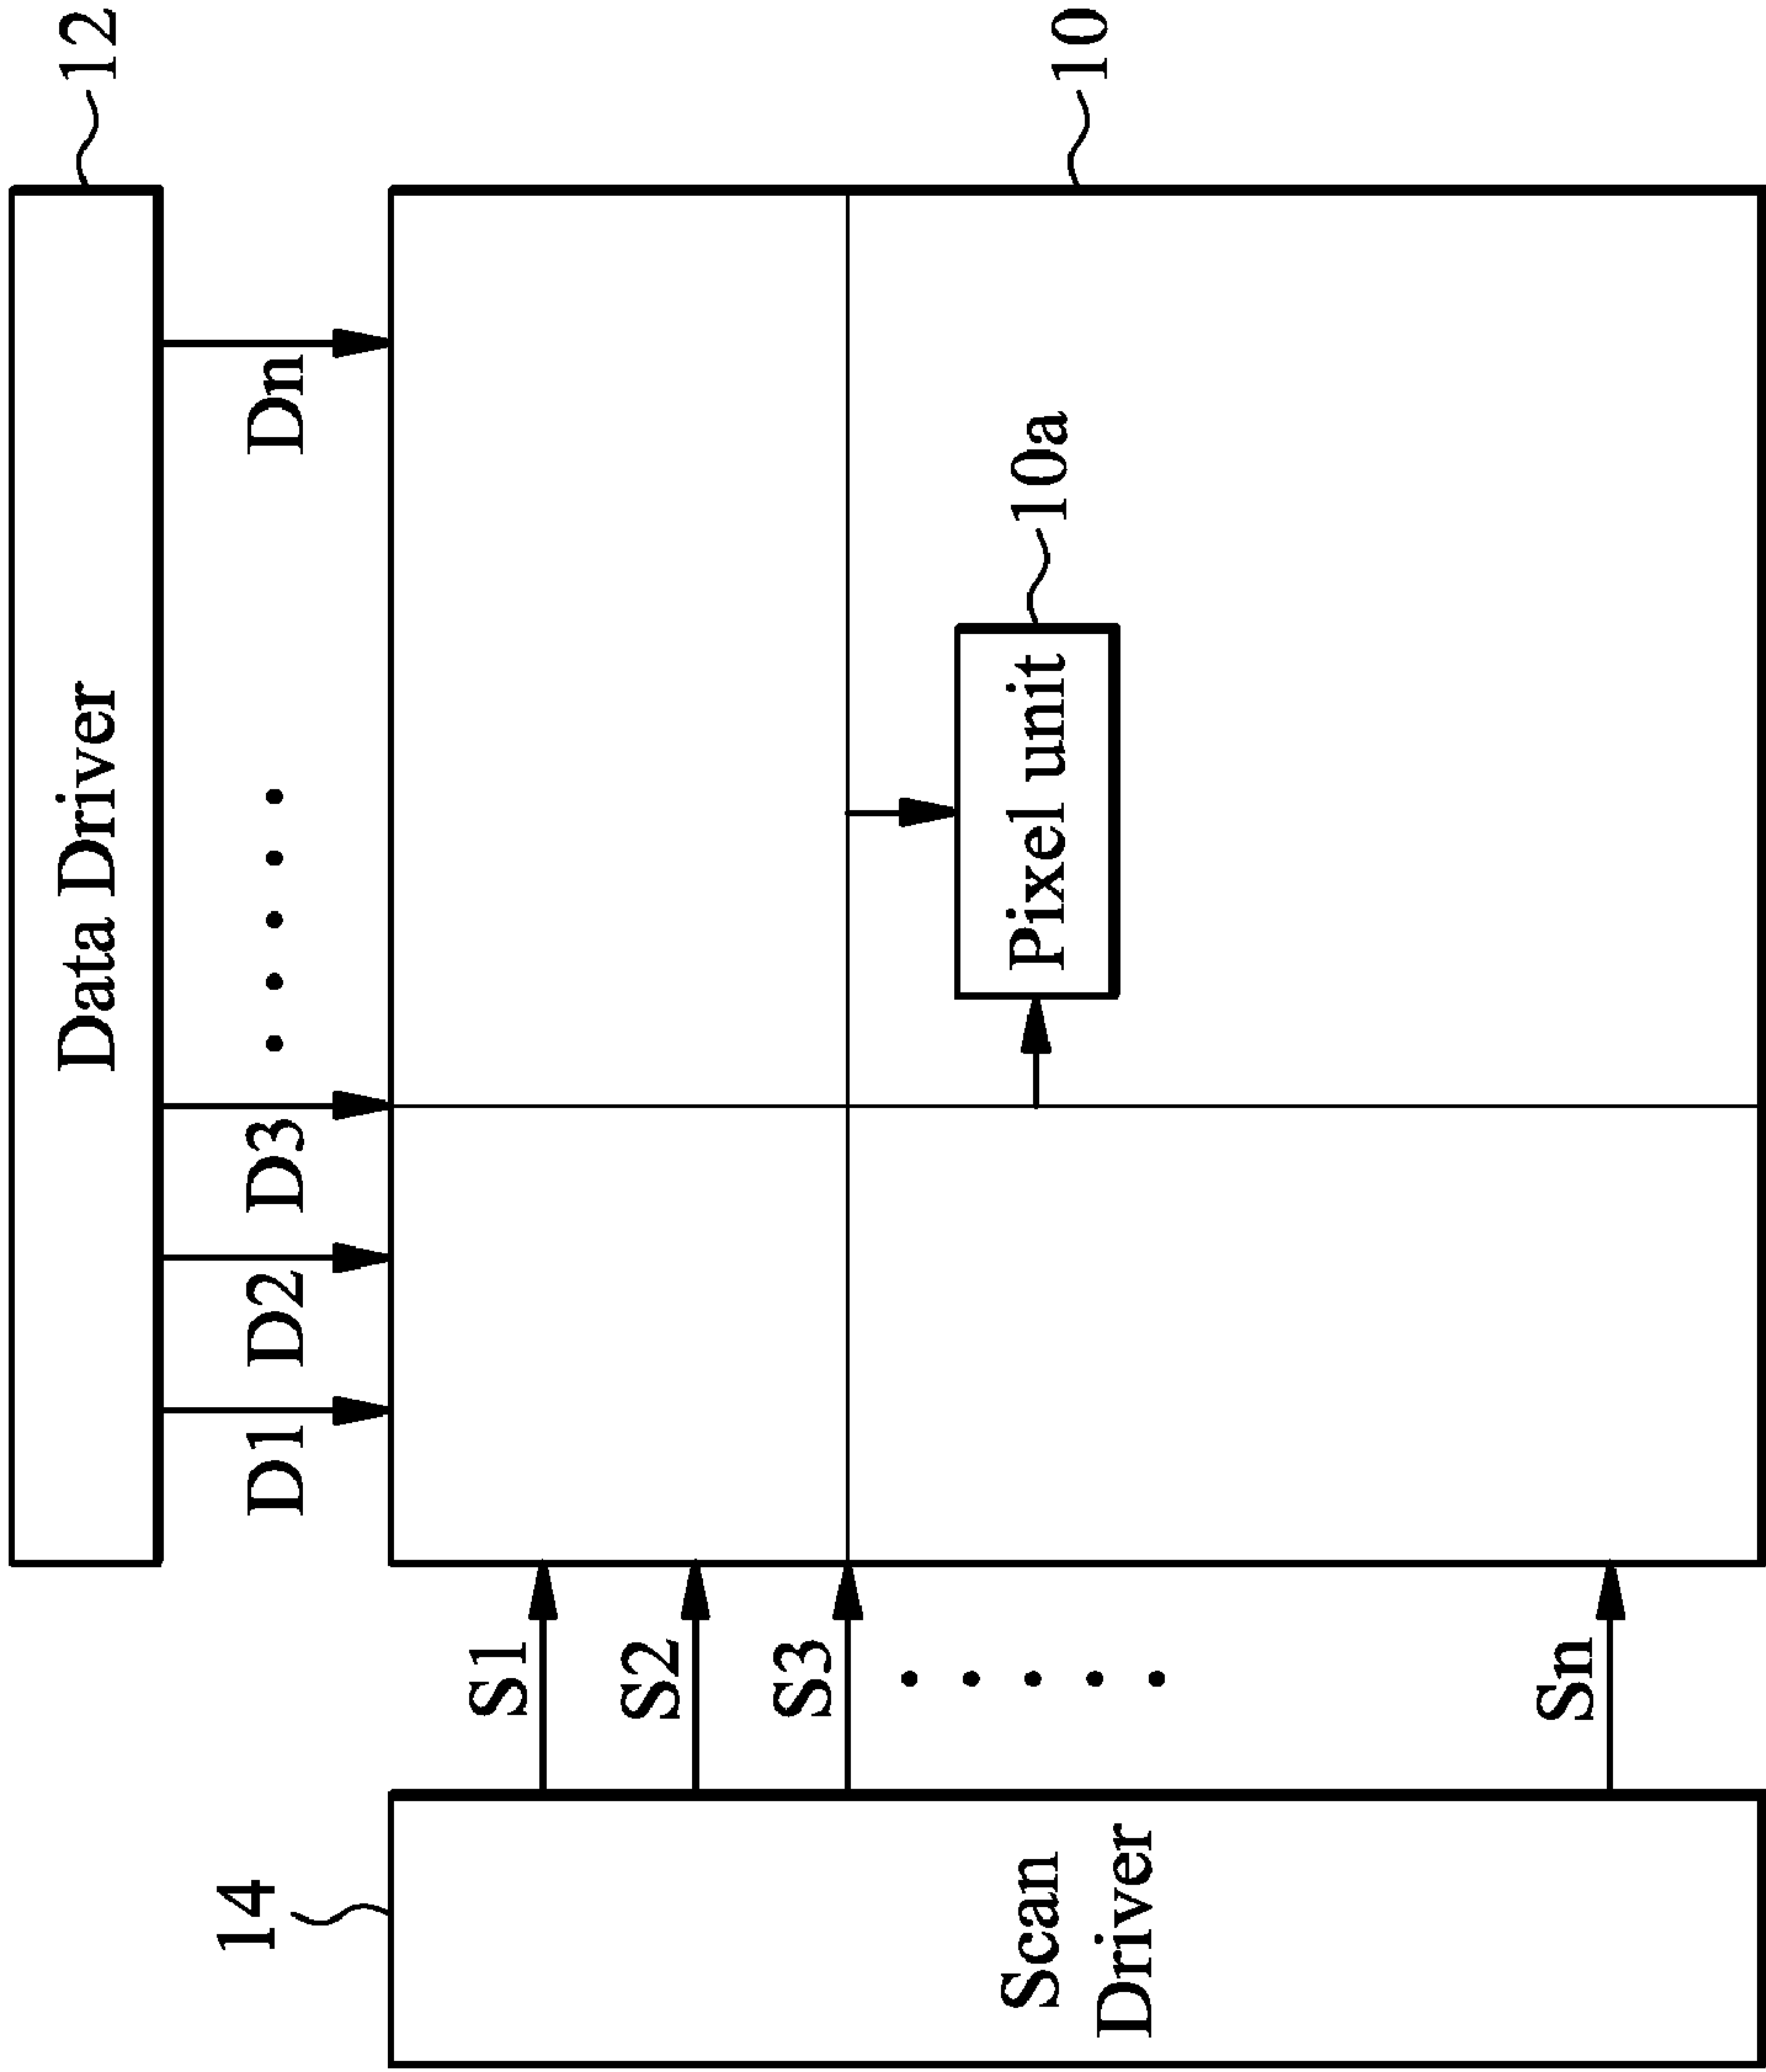 Data Driver
12
D1
D2
D3
.....
Dn
14
S1
S2
S3
.....
Sn
Scan
Driver
10
Pixel unit
10a